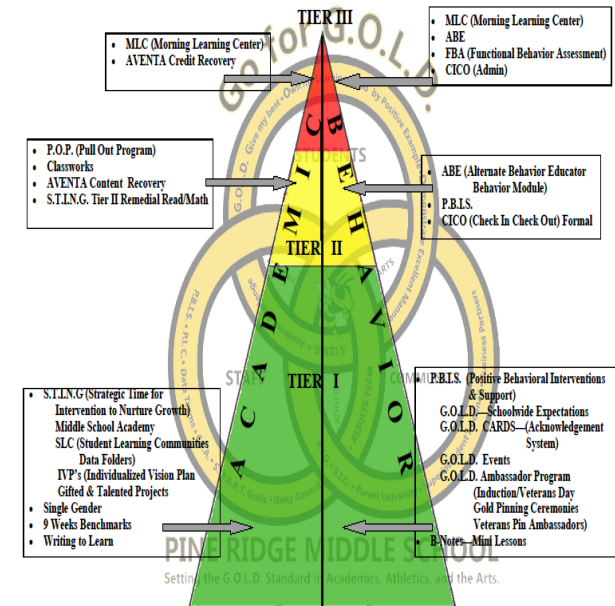 TIER III
Go for G.O.L.D.
MLC (Morning Learning Center)
AVENTA Credit Recovery
MLC (Morning Learning Center)
ABE
FBA (Functional Behavior Assessment)
CICO (Admin)
P.O.P. (Pull Out Program)
Classworks
AVENTA Content Recovery
S.T.I.N.G. Tier II Remedial Read/Math
ABE (Alternate Behavior Educator
Behavior Module)
P.B.I.S.
CICO (Check In Check Out) Formal
STUDENTS
ACADEMIC
BEHAVIOR
TIER II
TIER I
S.T.I.N.G (Strategic Time for
Intervention to Nurture Growth)
Middle School Academy
SLC (Student Learning Communities
Data Folders)
IVP's (Individualized Vision Plan
Gifted & Talented Projects
Single Gender
9 Weeks Benchmarks
Writing to Learn
P.B.I.S. (Positive Behavioral Interventions
& Support)
G.O.L.D.—Schoolwide Expectations
G.O.L.D. CARDS—(Acknowledgement
System)
G.O.L.D. Events
G.O.L.D. Ambassador Program
(Induction/Veterans Day
Gold Pinning Ceremonies
Veterans Pin Ambassadors)
B-Notes—Mini Lessons
PINE RIDGE MIDDLE SCHOOL
Setting the G.O.L.D. Standard in Academics, Athletics, and the Arts.